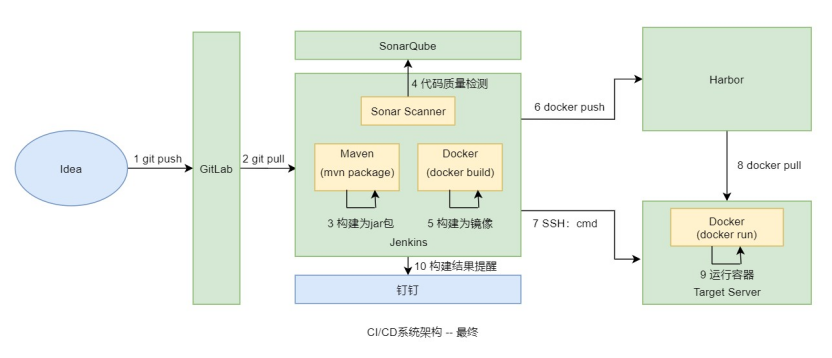 SonarQube
4 代码质量检测
Sonar Scanner
6 docker push
Harbor
Idea
1 git push
GitLab
2 git pull
Maven
(mvn package)
Docker
(docker build)
3 构建为jar包
5 构建为镜像
Jenkins
8 docker pull
7 SSH：cmd
Docker
(docker run)
9 运行容器
Target Server
10 构建结果提醒
钉钉
CI/CD系统架构 -- 最终